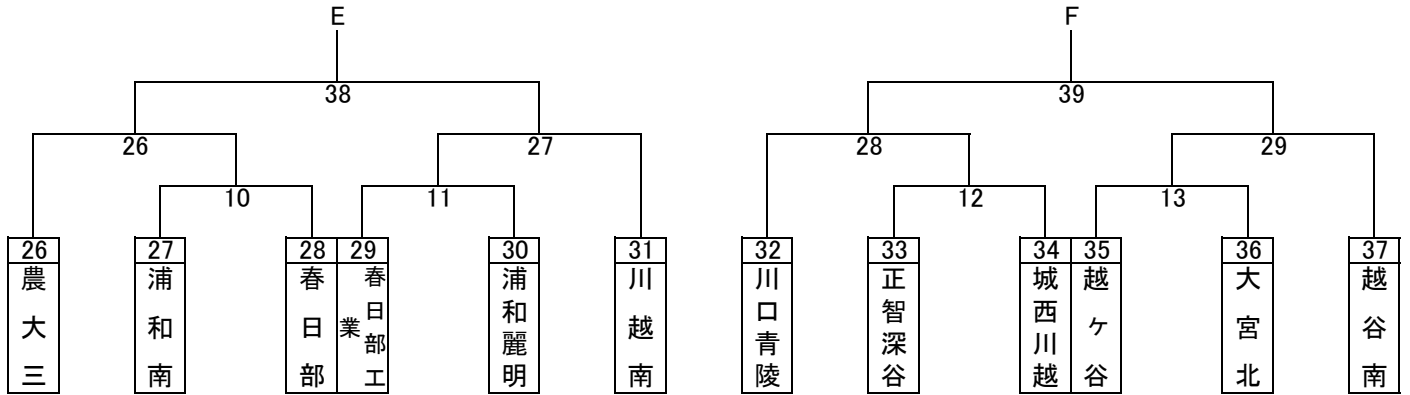 E
F
38
39
26
27
28
29
10
11
12
13
26
27
28
29
30
31
32
33
34
35
36
37
農大三
浦和南
春日部
春日部工業
浦和麗明
川越南
川口青陵
正智深谷
城西川越
越ケ谷
大宮北
越谷南